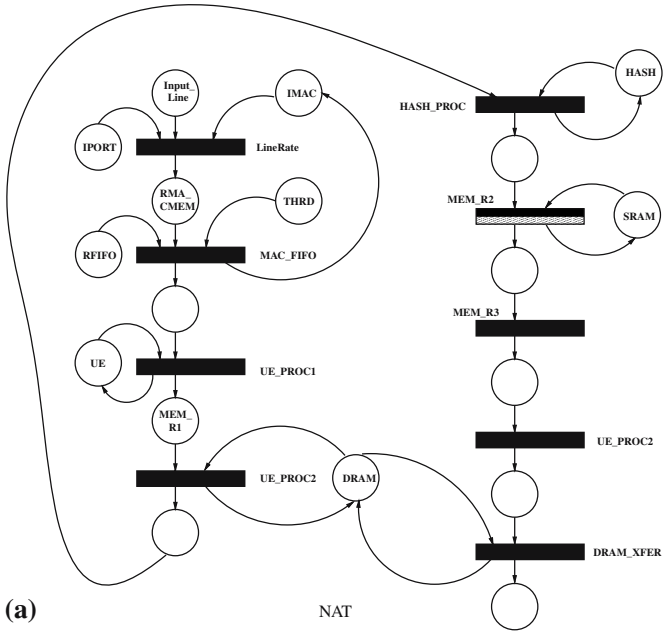 Input_
Line
IMAC
IPORT
LineRate
RMA_
CMEM
THRD
RFIFO
MAC_FIFO
UE
UE_PROC1
MEM_
R1
UE_PROC2
DRAM
HASH
HASH_PROC
MEM_R2
SRAM
MEM_R3
UE_PROC2
DRAM_XFER
(a)
NAT